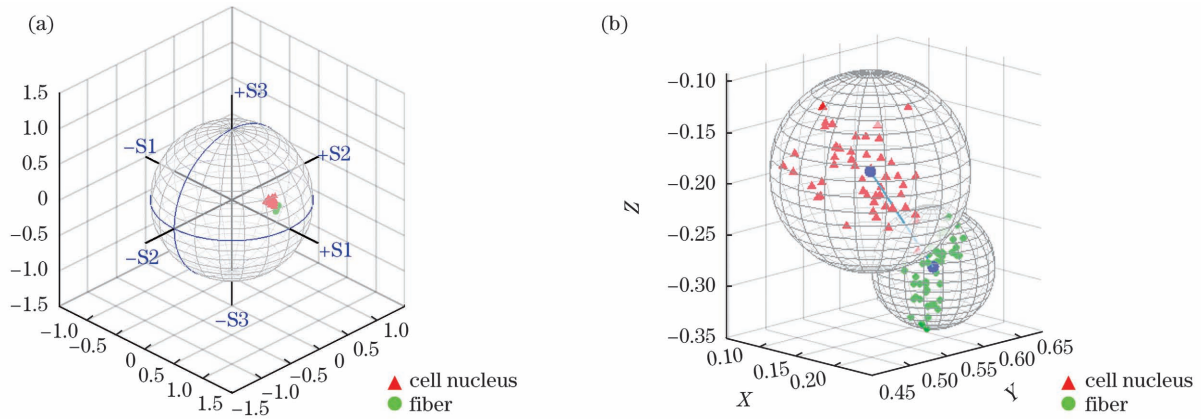 (a)
1.5
1.0
0.5
0
−0.5
−1.0
−1.5
+S3
−S1
+S2
−S2
+S1
−S3
−1.0
−0.5
0
0.5
1.0
1.5
−1.5
−1.0
−0.5
0
0.5
1.0
cell nucleus
fiber
(b)
Z
−0.10
−0.15
−0.20
−0.25
−0.30
−0.35
0.10
0.15
0.20
X
0.45
0.50
0.55
0.60
0.65
Y
cell nucleus
fiber